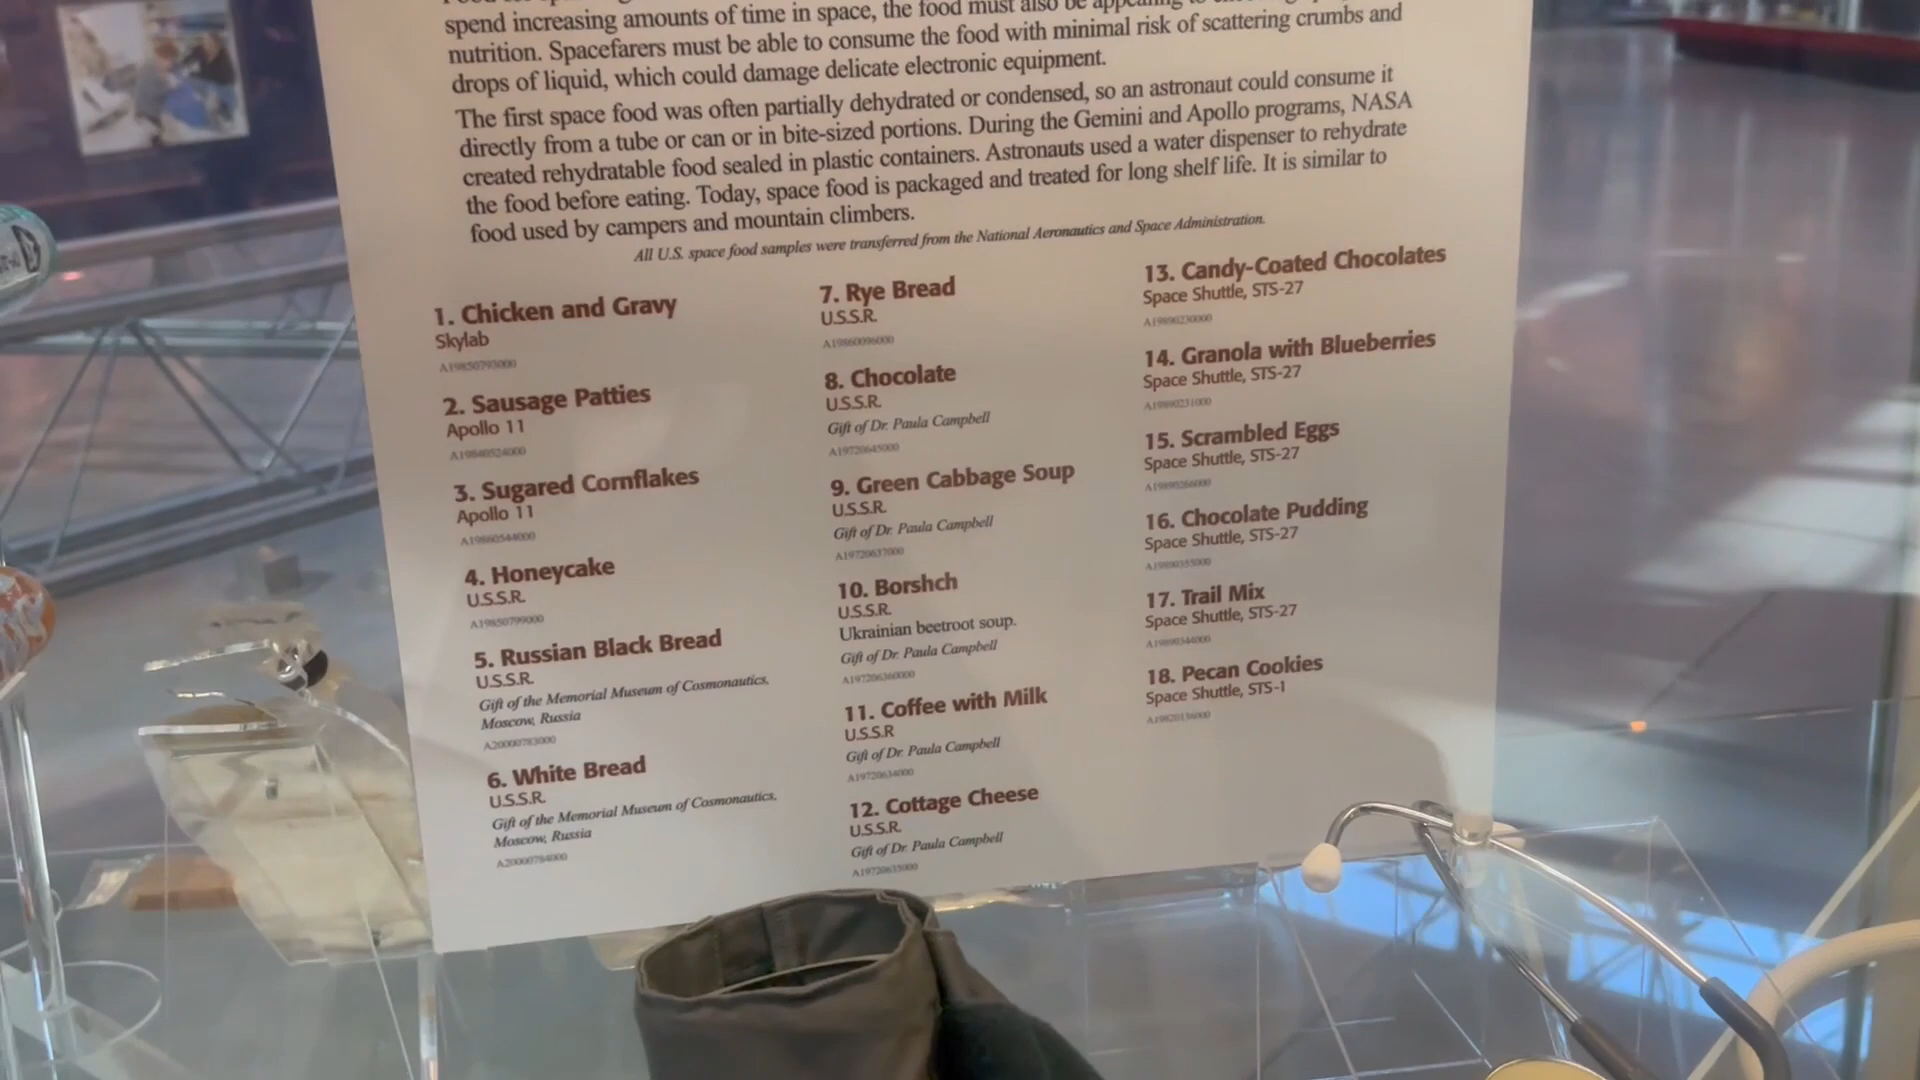 spend increasing amounts of time in space, the food must also be appealing to
nutrition. Spacefarers must be able to consume the food with minimal risk of scattering crumbs and
drops of liquid, which could damage delicate electronic equipment.
The first space food was often partially dehydrated or condensed, so an astronaut could consume it
directly from a tube or can or in bite-sized portions. During the Gemini and Apollo programs, NASA
created rehydratable food sealed in plastic containers. Astronauts used a water dispenser to rehydrate
the food before eating. Today, space food is packaged and treated for long shelf life. It is similar to
food used by campers and mountain climbers.
All U.S. space food samples were transferred from the National Aeronautics and Space Administration.
1. Chicken and Gravy
Skylab
A19850793000
2. Sausage Patties
Apollo 11
A19840524000
3. Sugared Cornflakes
Apollo 11
A19860544000
4. Honeycake
U.S.S.R.
A19850799000
5. Russian Black Bread
U.S.S.R.
Gift of the Memorial Museum of Cosmonautics,
Moscow, Russia
A20000783000
6. White Bread
U.S.S.R.
Gift of the Memorial Museum of Cosmonautics,
Moscow, Russia
A20000784000
7. Rye Bread
U.S.S.R.
A19860096000
8. Chocolate
U.S.S.R.
Gift of Dr. Paula Campbell
A19720645000
9. Green Cabbage Soup
U.S.S.R.
Gift of Dr. Paula Campbell
A19720637000
10. Borshch
U.S.S.R.
Ukrainian beetroot soup.
Gift of Dr. Paula Campbell
A197206360000
11. Coffee with Milk
U.S.S.R
Gift of Dr. Paula Campbell
A19720634000
12. Cottage Cheese
U.S.S.R.
Gift of Dr. Paula Campbell
A19720635000
13. Candy-Coated Chocolates
Space Shuttle, STS-27
A19890230000
14. Granola with Blueberries
Space Shuttle, STS-27
A19890231000
15. Scrambled Eggs
Space Shuttle, STS-27
16. Chocolate Pudding
Space Shuttle, STS-27
17. Trail Mix
Space Shuttle, STS-27
18. Pecan Cookies
Space Shuttle, STS-1